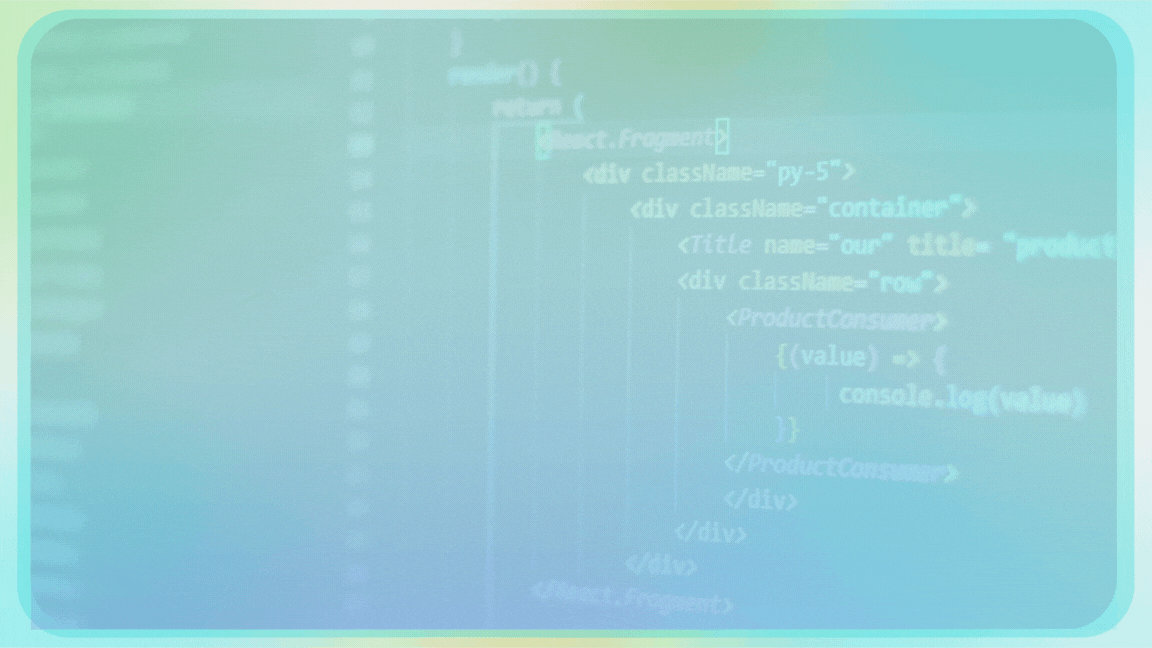 }
render() {
return (
<React.Fragment>
<div className="py-5">
<div className="container">
<Title name="our" title= "product
<div className="row">
<ProductConsumer>
{(value) => {
console.log(value)
}}
</ProductConsumer>
</div>
</div>
</div>
</React.Fragment>